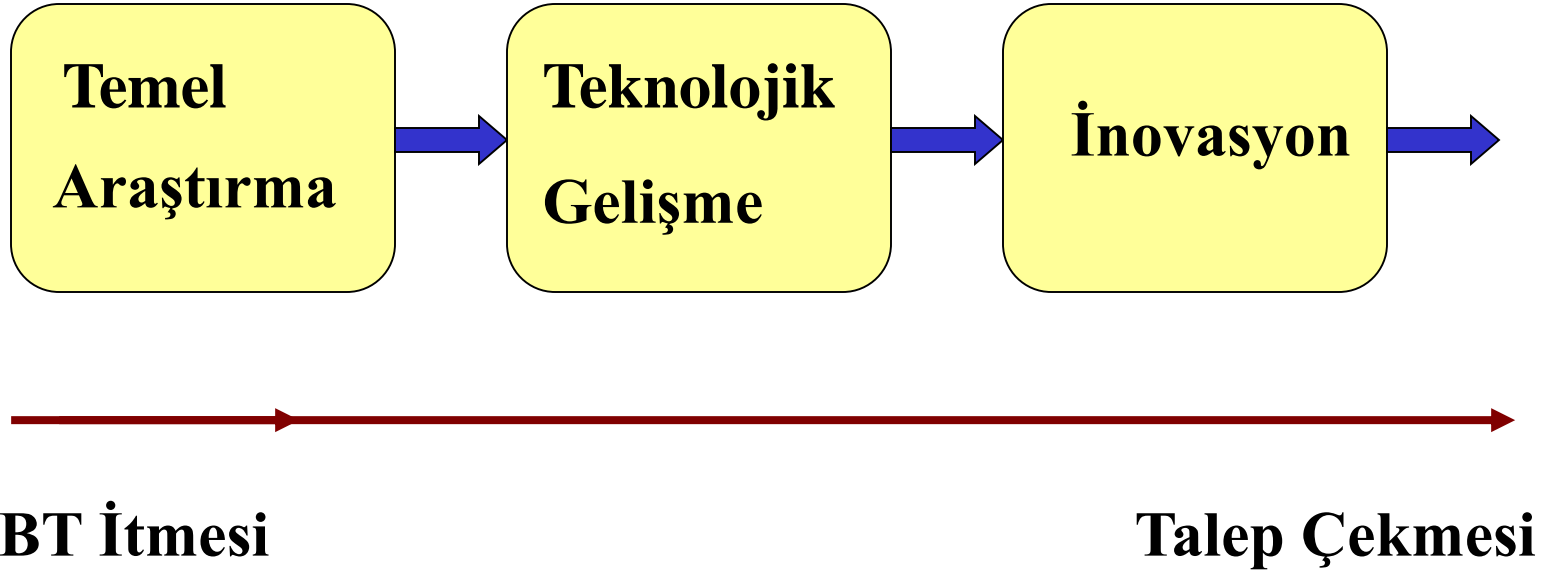 Temel
Araştırma
Teknolojik
Gelişme
İnovasyon
BT İtmesi
Talep Çekmesi